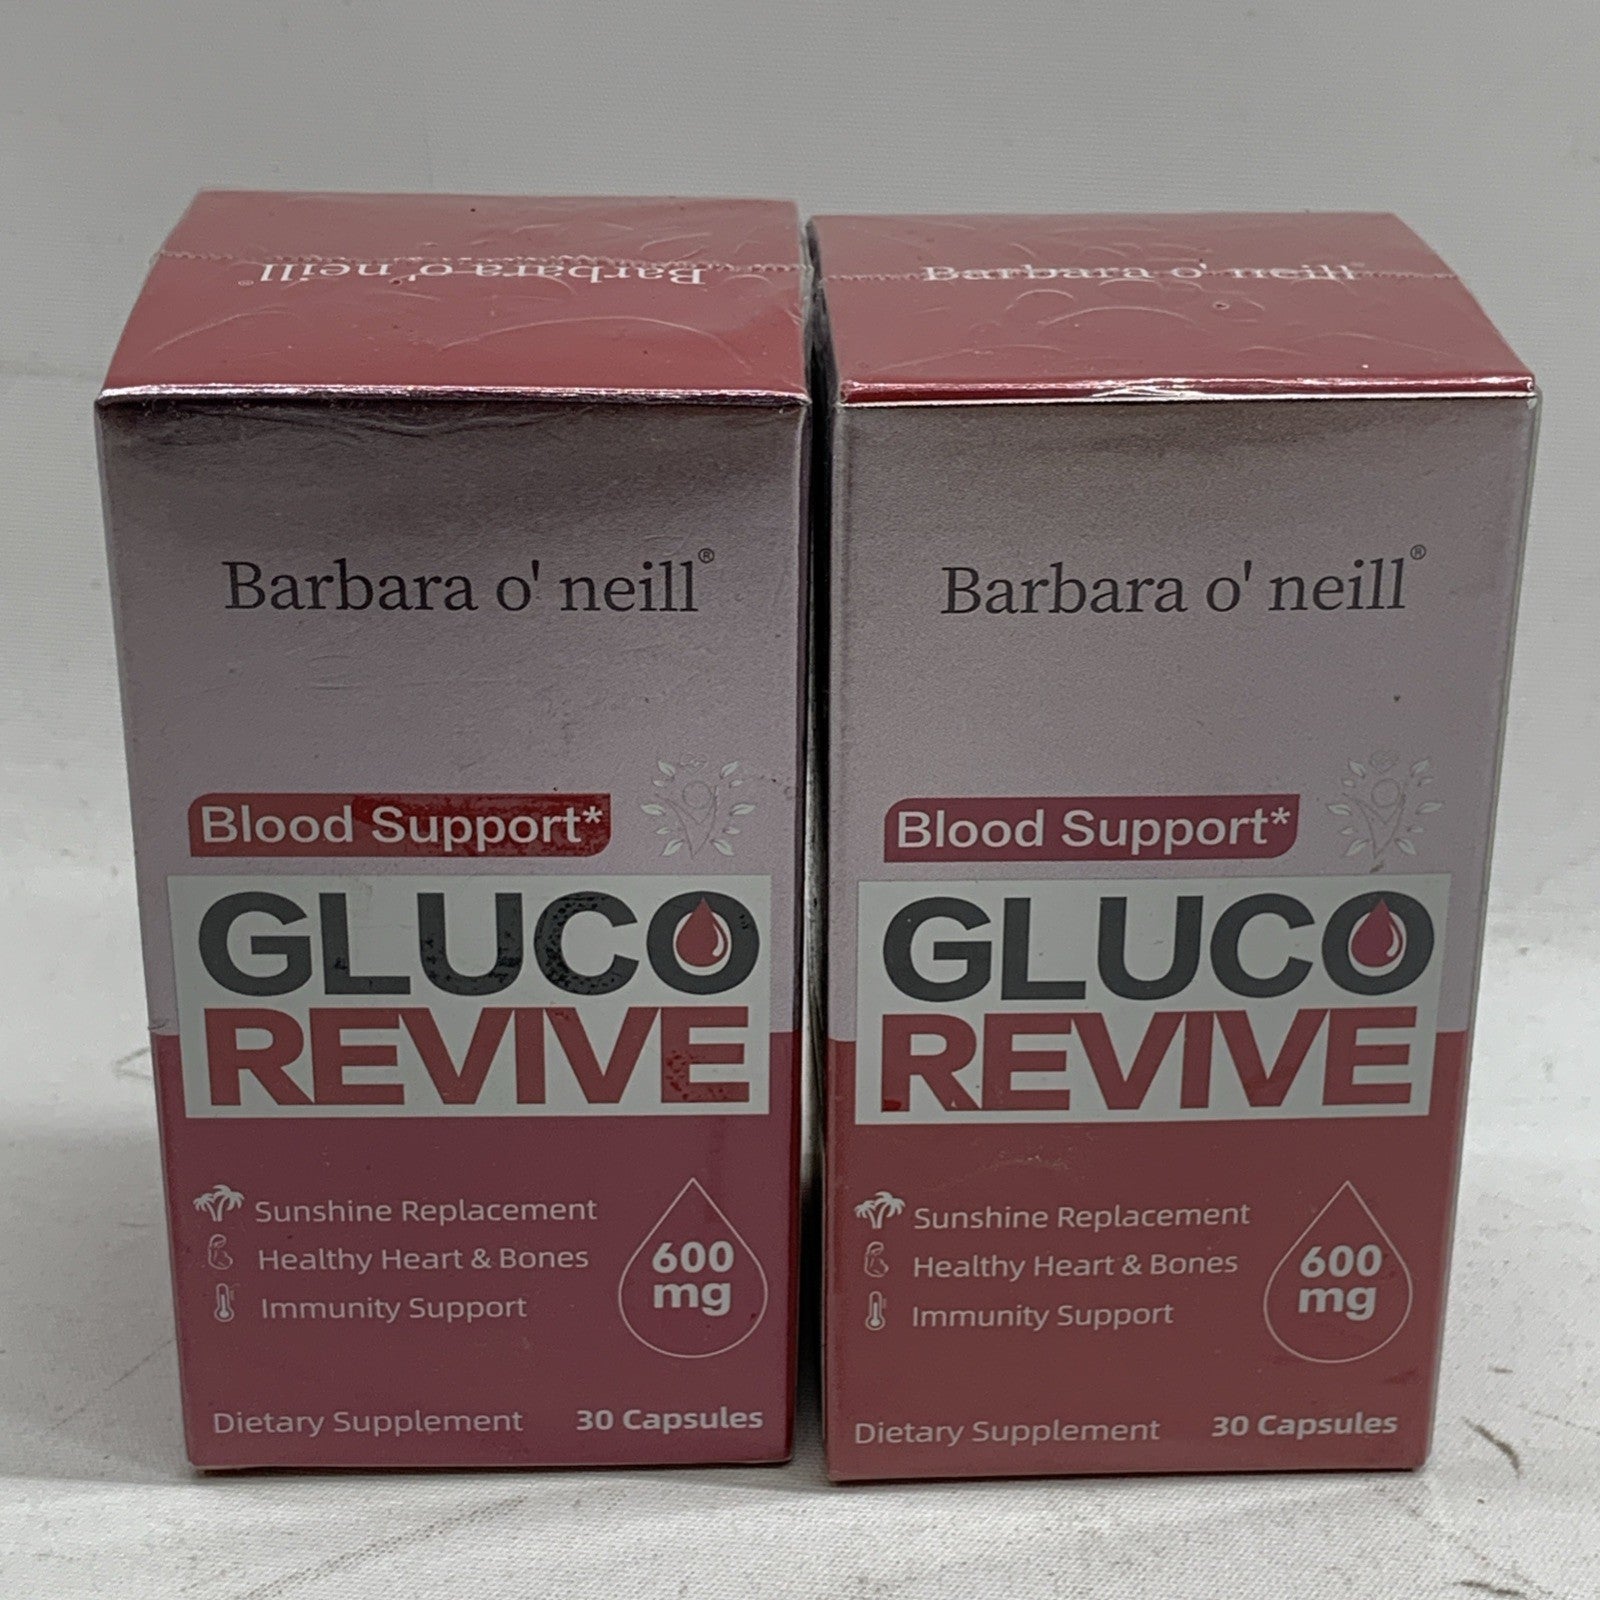 Barbara o' neill®
Barbara o' neill®
Blood Support*
GLUCO
REVIVE
Sunshine Replacement
Healthy Heart & Bones
Immunity Support
600
mg
Dietary Supplement
30 Capsules
Barbara o' neill
Barbara o' neill®
Blood Support*
GLUCO
REVIVE
Sunshine Replacement
Healthy Heart & Bones
Immunity Support
600
mg
Dietary Supplement
30 Capsules